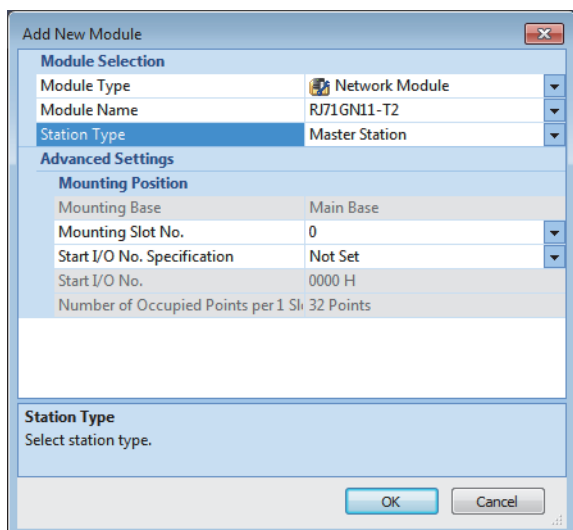 Add New Module
Module Selection
Module Type Network Module
Module Name RJ71GN11-T2
Station Type Master Station
Advanced Settings
Mounting Position
Mounting Base Main Base
Mounting Slot No. 0
Start I/O No. Specification Not Set
Start I/O No. 0000 H
Number of Occupied Points per 1 Sl 32 Points
Station Type
Select station type.
OK Cancel